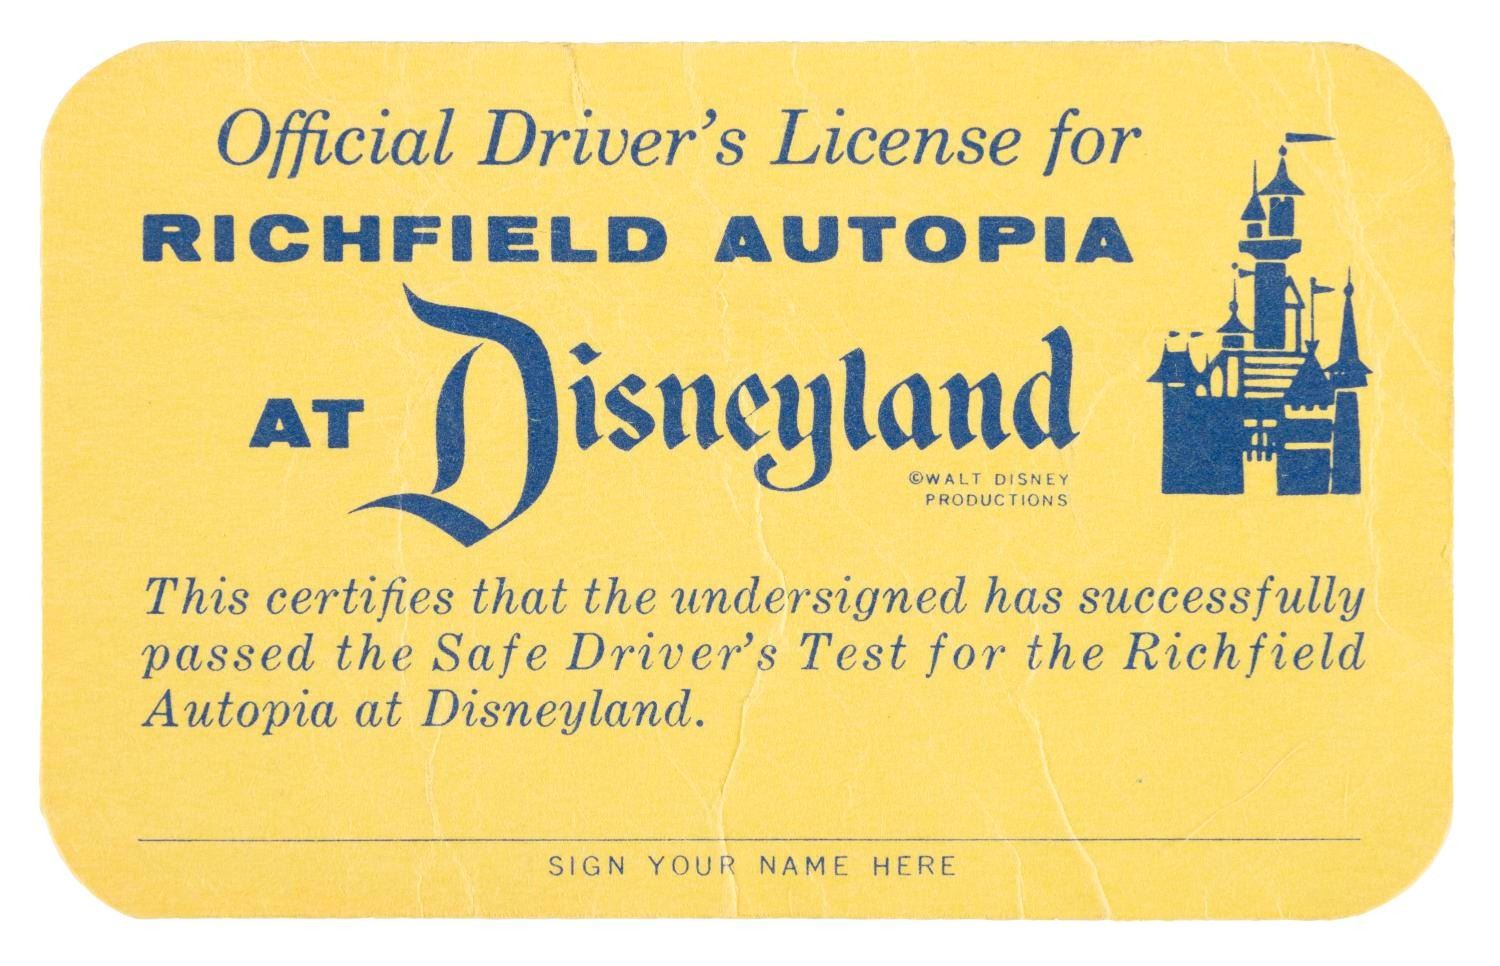 Official Driver's License for
RICHFIELD AUTOPIA
AT Disneyland
©WALT DISNEY
PRODUCTIONS
This certifies that the undersigned has successfully
passed the Safe Driver's Test for the Richfield
Autopia at Disneyland.
SIGN YOUR NAME HERE